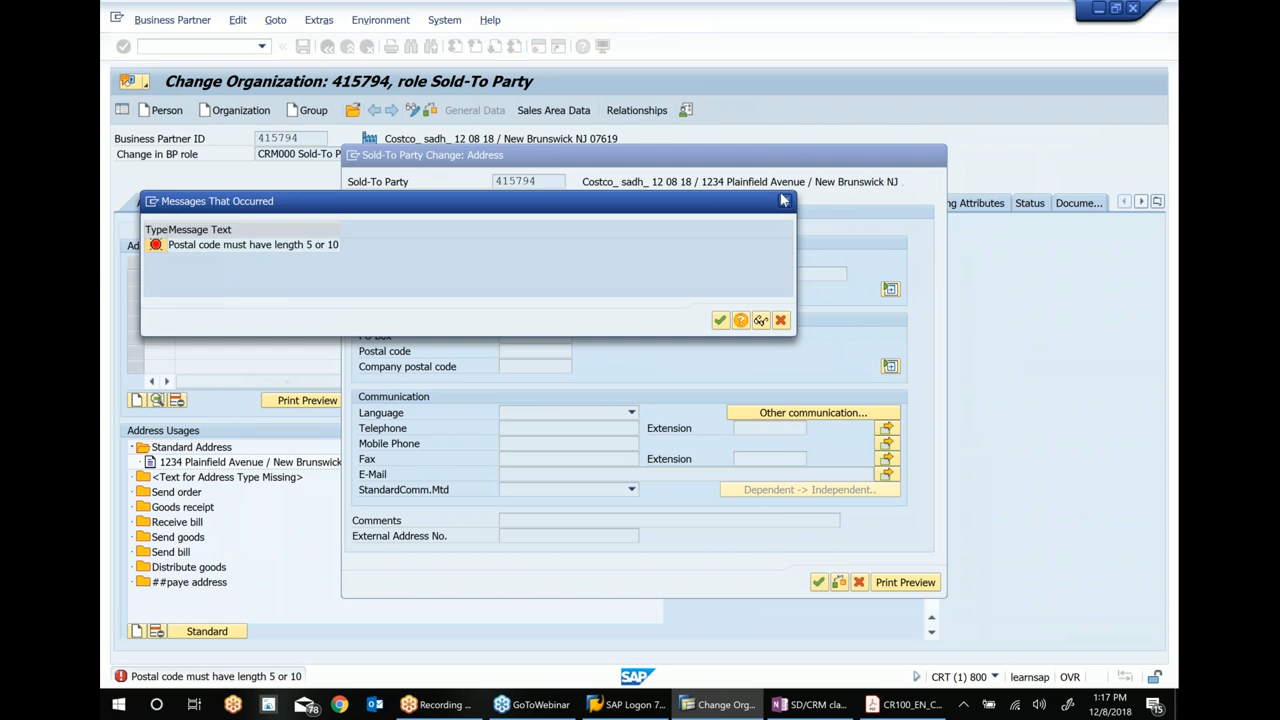 Business Partner Edit Goto Extras Environment System Help
Change Organization: 415794, role Sold-To Party
Person Organization Group General Data Sales Area Data Relationships
Business Partner ID 415794 Costco_ sadh_ 12 08 18 / New Brunswick NJ 07619
Change in BP role CRM000 Sold-To P
Sold-To Party Change: Address
Sold-To Party 415794 Costco_ sadh_ 12 08 18 / 1234 Plainfield Avenue / New Brunswick NJ .
Messages That Occurred
ng Attributes Status Docume...
Type Message Text
Postal code must have length 5 or 10
Ad
Postal code
Company postal code
Print Preview
Communication
Language Other communication...
Telephone Extension
Mobile Phone
Fax Extension
E-Mail
StandardComm.Mtd Dependent -> Independent..
Comments
External Address No.
Print Preview
Address Usages
Standard Address
1234 Plainfield Avenue / New Brunswick
<Text for Address Type Missing>
Send order
Goods receipt
Receive bill
Send goods
Send bill
Distribute goods
##paye address
Standard
Postal code must have length 5 or 10 SAP CRT (1) 800 learnsap OVR
78 Recording ... GoToWebinar SAP Logon 7... Change Org... SD/CRM cla... CR100_EN_C... 1:17 PM
12/8/2018 15